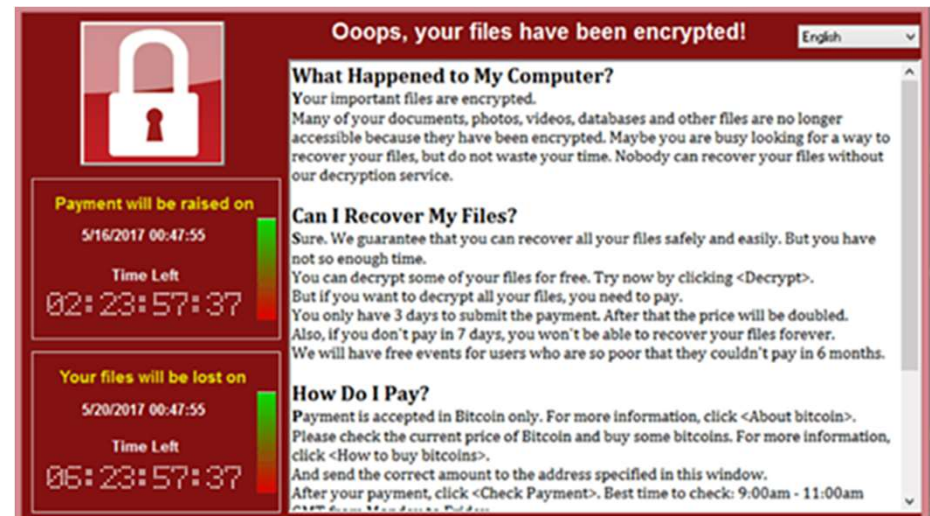 Ooops, your files have been encrypted!
English
Payment will be raised on
5/16/2017 00:47:55
Time Left
02:23:57:37
Your files will be lost on
5/20/2017 00:47:55
Time Left
06:23:57:37
What Happened to My Computer?
Your important files are encrypted.
Many of your documents, photos, videos, databases and other files are no longer
accessible because they have been encrypted. Maybe you are busy looking for a way to
recover your files, but do not waste your time. Nobody can recover your files without
our decryption service.
Can I Recover My Files?
Sure. We guarantee that you can recover all your files safely and easily. But you have
not so enough time.
You can decrypt some of your files for free. Try now by clicking <Decrypt>.
But if you want to decrypt all your files, you need to pay.
You only have 3 days to submit the payment. After that the price will be doubled.
Also, if you don't pay in 7 days, you won't be able to recover your files forever.
We will have free events for users who are so poor that they couldn't pay in 6 months.
How Do I Pay?
Payment is accepted in Bitcoin only. For more information, click <About bitcoin>.
Please check the current price of Bitcoin and buy some bitcoins. For more information,
click <How to buy bitcoins>.
And send the correct amount to the address specified in this window.
After your payment, click <Check Payment>. Best time to check: 9:00am - 11:00am
GMT from Monday to Friday